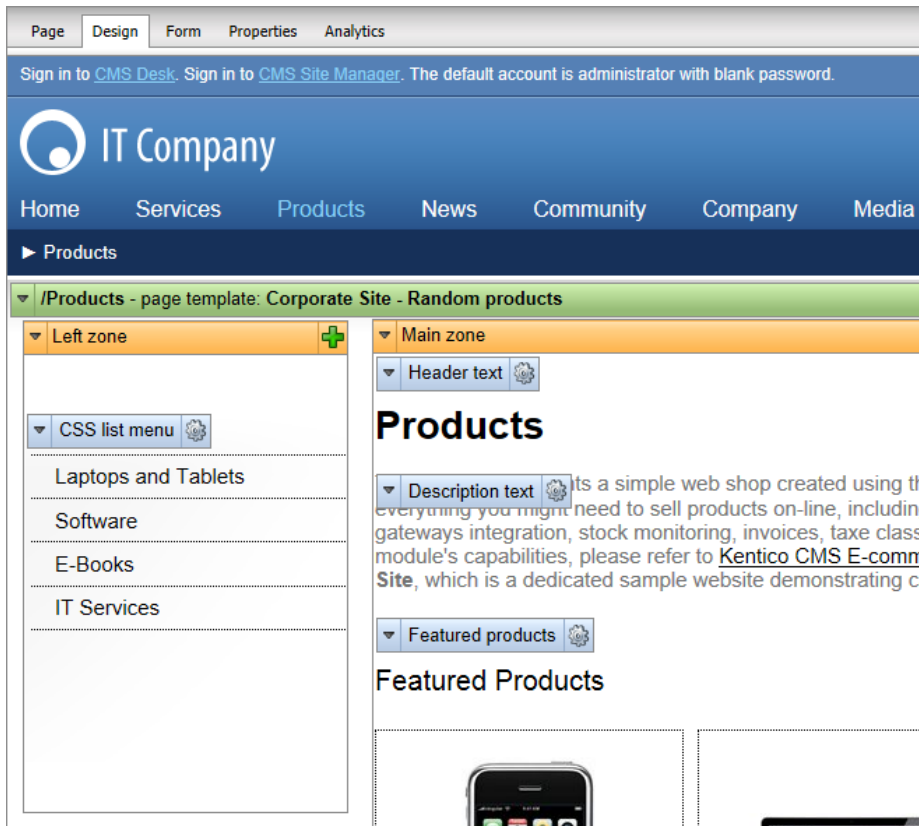 Page Design Form Properties Analytics
Sign in to CMS Desk. Sign in to CMS Site Manager. The default account is administrator with blank password.
IT Company
Home Services Products News Community Company Media
► Products
/Products - page template: Corporate Site - Random products
Left zone
CSS list menu
Laptops and Tablets
Software
E-Books
IT Services
Main zone
Header text
Products
Description text
a simple web shop created using
everything you might need to sell products on-line, includin
gateways integration, stock monitoring, invoices, taxe class
module's capabilities, please refer to Kentico CMS E-comm
Site, which is a dedicated sample website demonstrating c
Featured products
Featured Products